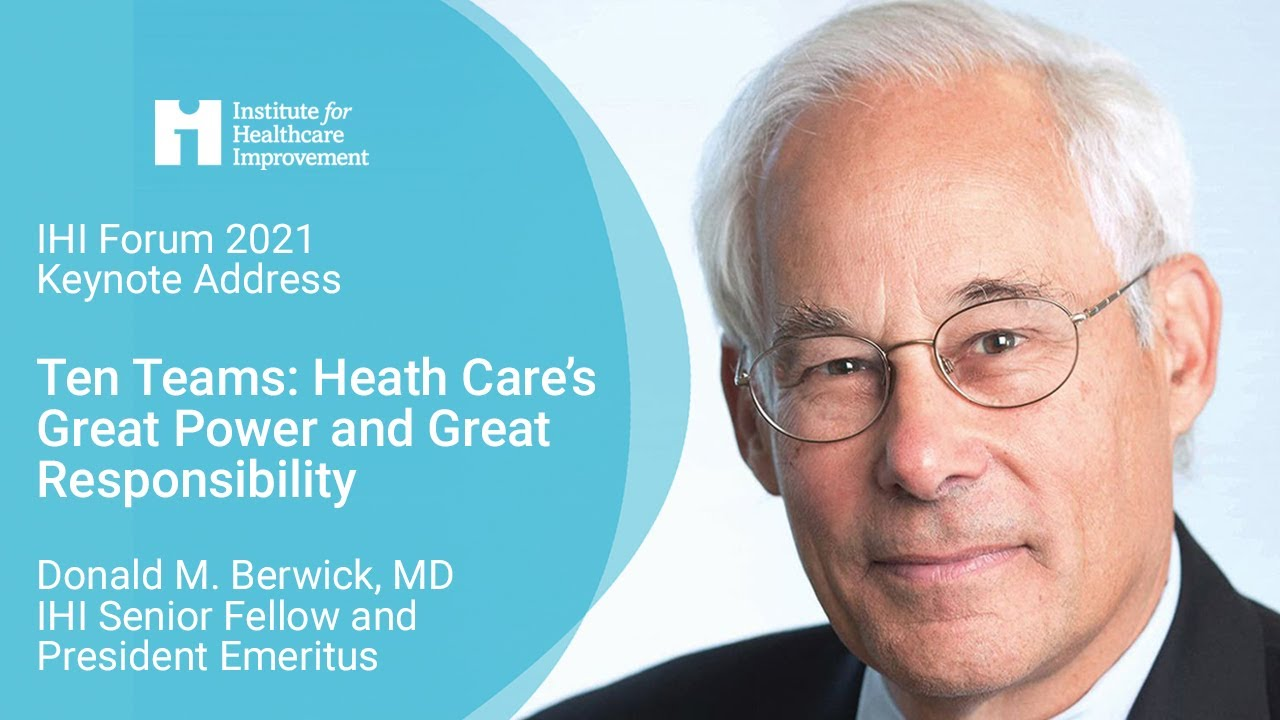 Institute for
Healthcare
Improvement
IHI Forum 2021
Keynote Address
Ten Teams: Heath Care’s
Great Power and Great
Responsibility
Donald M. Berwick, MD
IHI Senior Fellow and
President Emeritus